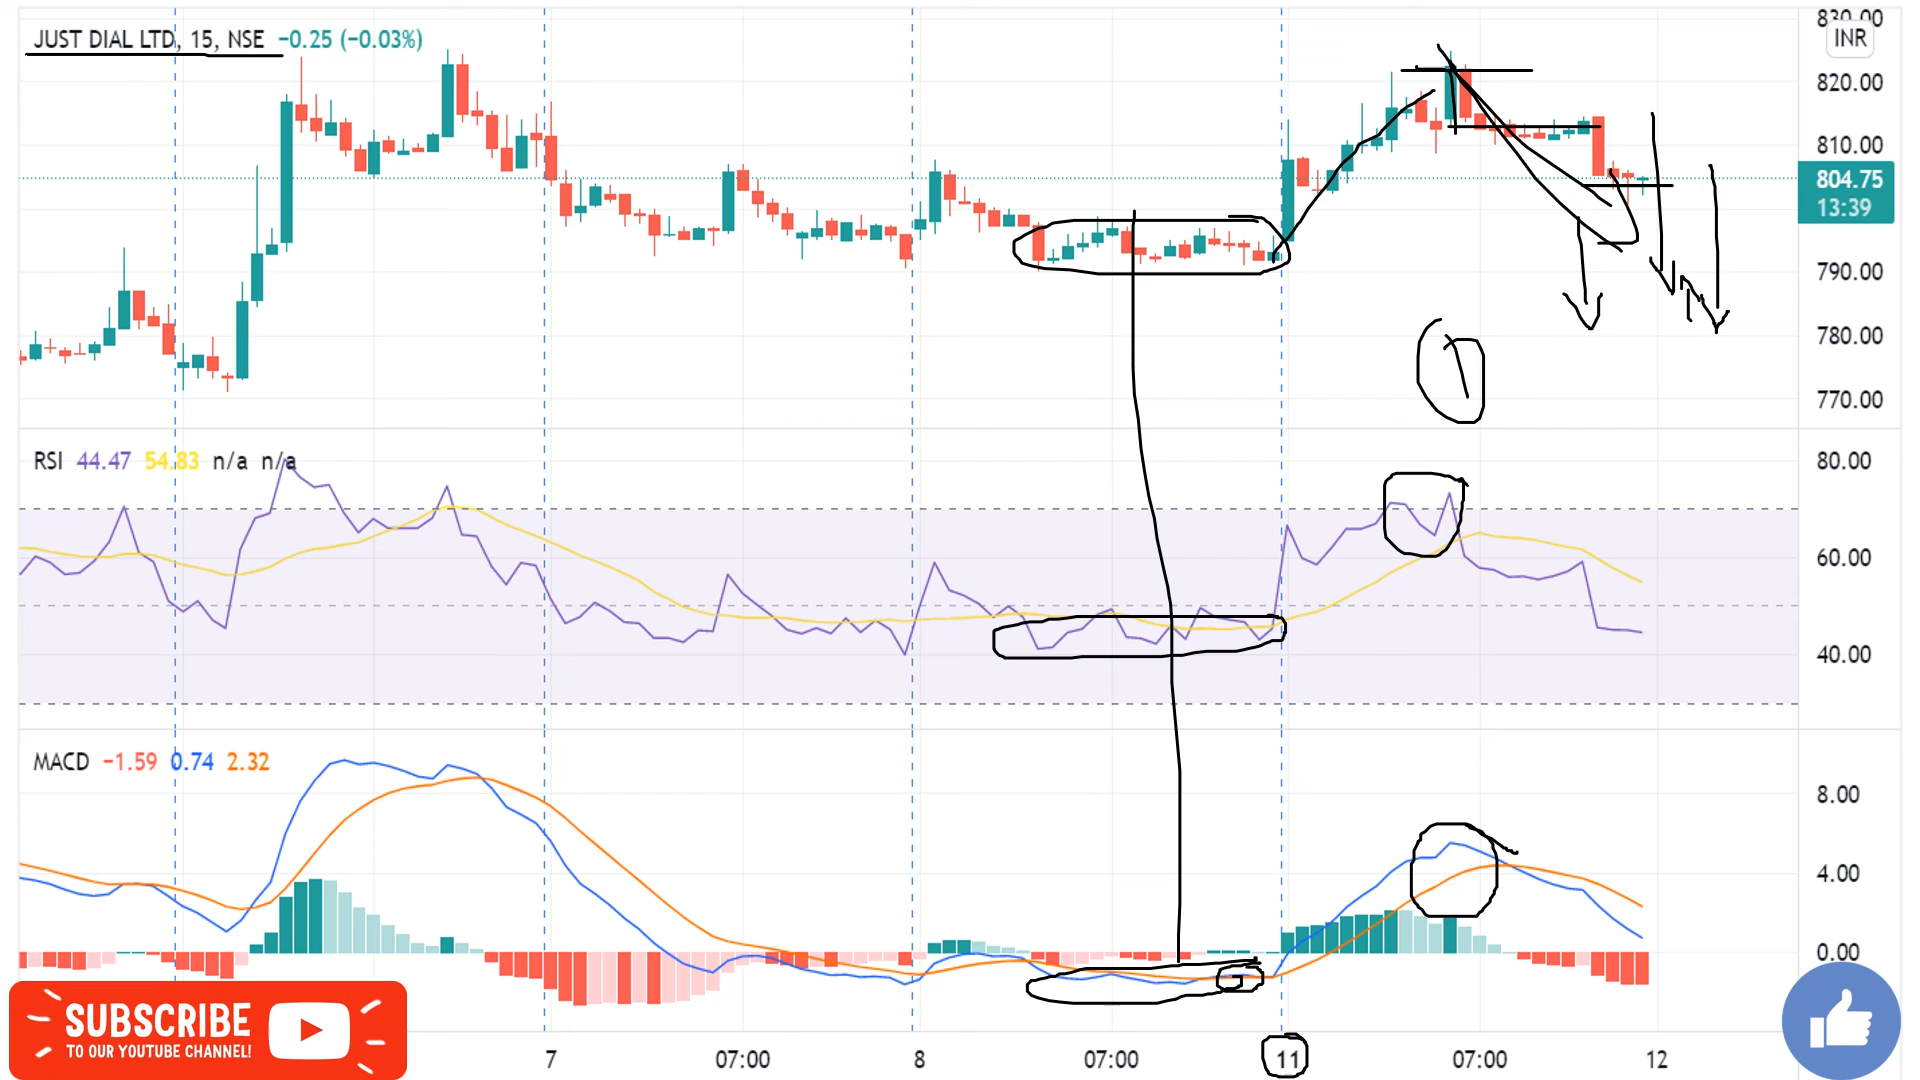 830.00
JUST DIAL LTD, 15, NSE −0.25 (−0.03%)
INR
820.00
810.00
804.75
13:39
790.00
780.00
770.00
1
RSI 44.47 54.83 n/a n/a
80.00
60.00
40.00
MACD −1.59 0.74 2.32
8.00
4.00
0.00
SUBSCRIBE
TO OUR YOUTUBE CHANNEL!
7 07:00 8 07:00 11 07:00 12